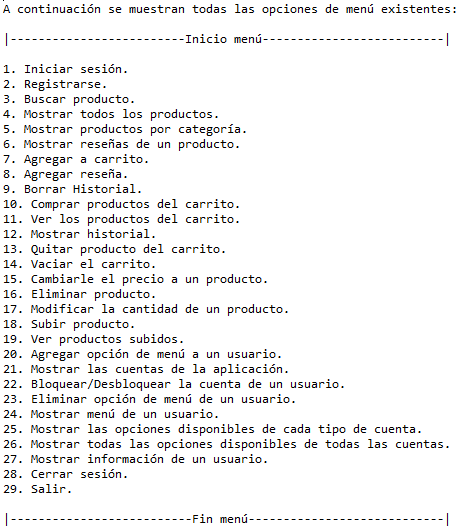 A continuación se muestran todas las opciones de menú existentes:
|-------------------------Inicio menú--------------------------|
1. Iniciar sesión.
2. Registrarse.
3. Buscar producto.
4. Mostrar todos los productos.
5. Mostrar productos por categoría.
6. Mostrar reseñas de un producto.
7. Agregar a carrito.
8. Agregar reseña.
9. Borrar Historial.
10. Comprar productos del carrito.
11. Ver los productos del carrito.
12. Mostrar historial.
13. Quitar producto del carrito.
14. Vaciar el carrito.
15. Cambiarle el precio a un producto.
16. Eliminar producto.
17. Modificar la cantidad de un producto.
18. Subir producto.
19. Ver productos subidos.
20. Agregar opción de menú a un usuario.
21. Mostrar las cuentas de la aplicación.
22. Bloquear/Desbloquear la cuenta de un usuario.
23. Eliminar opción de menú de un usuario.
24. Mostrar menú de un usuario.
25. Mostrar las opciones disponibles de cada tipo de cuenta.
26. Mostrar todas las opciones disponibles de todas las cuentas.
27. Mostrar información de un usuario.
28. Cerrar sesión.
29. Salir.
|--------------------------Fin menú----------------------------|